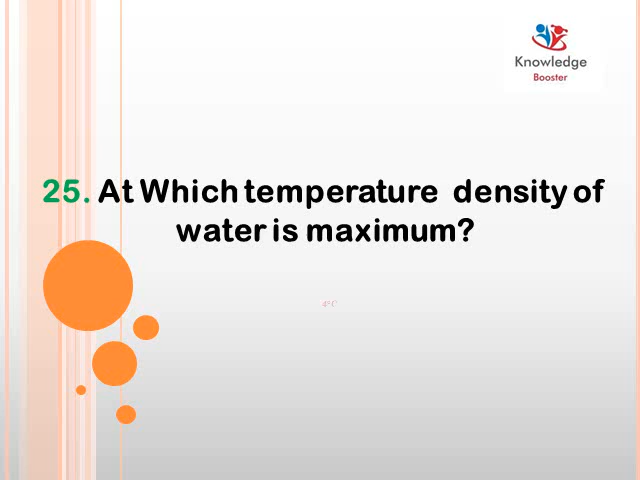 Knowledge
Booster
25. At Which temperature density of
water is maximum?
4°C